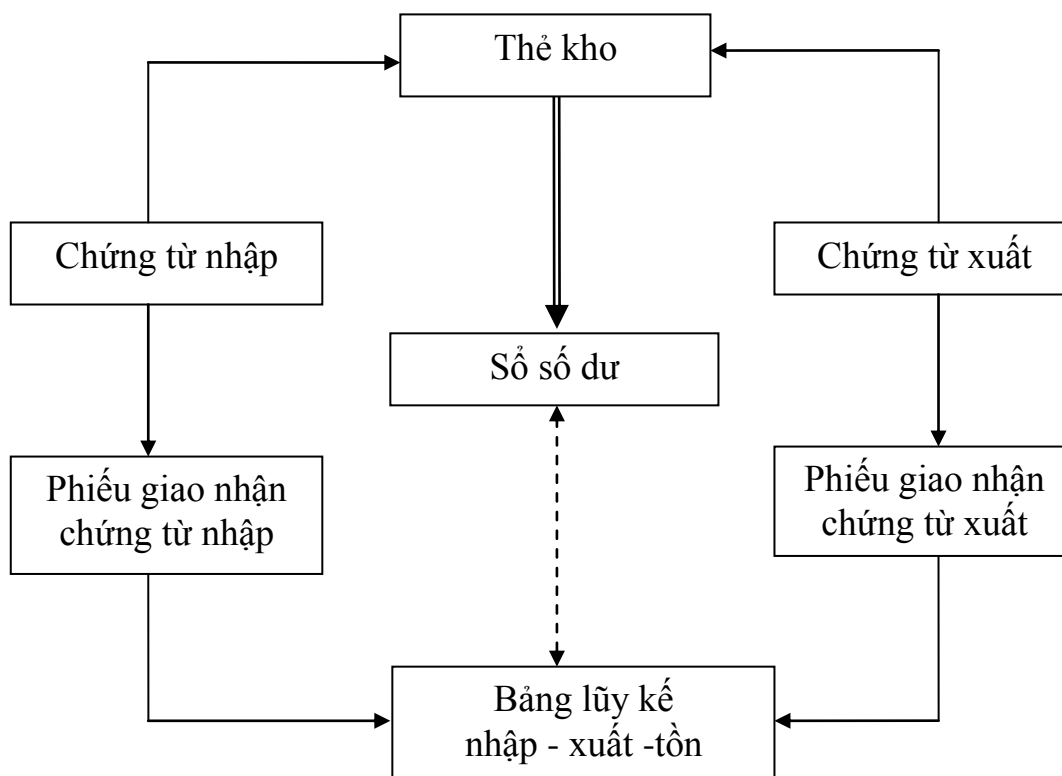 Thẻ kho
Chứng từ nhập
Chứng từ xuất
Sổ số dư
Phiếu giao nhận
chứng từ nhập
Phiếu giao nhận
chứng từ xuất
Bảng lũy kế
nhập - xuất -tồn